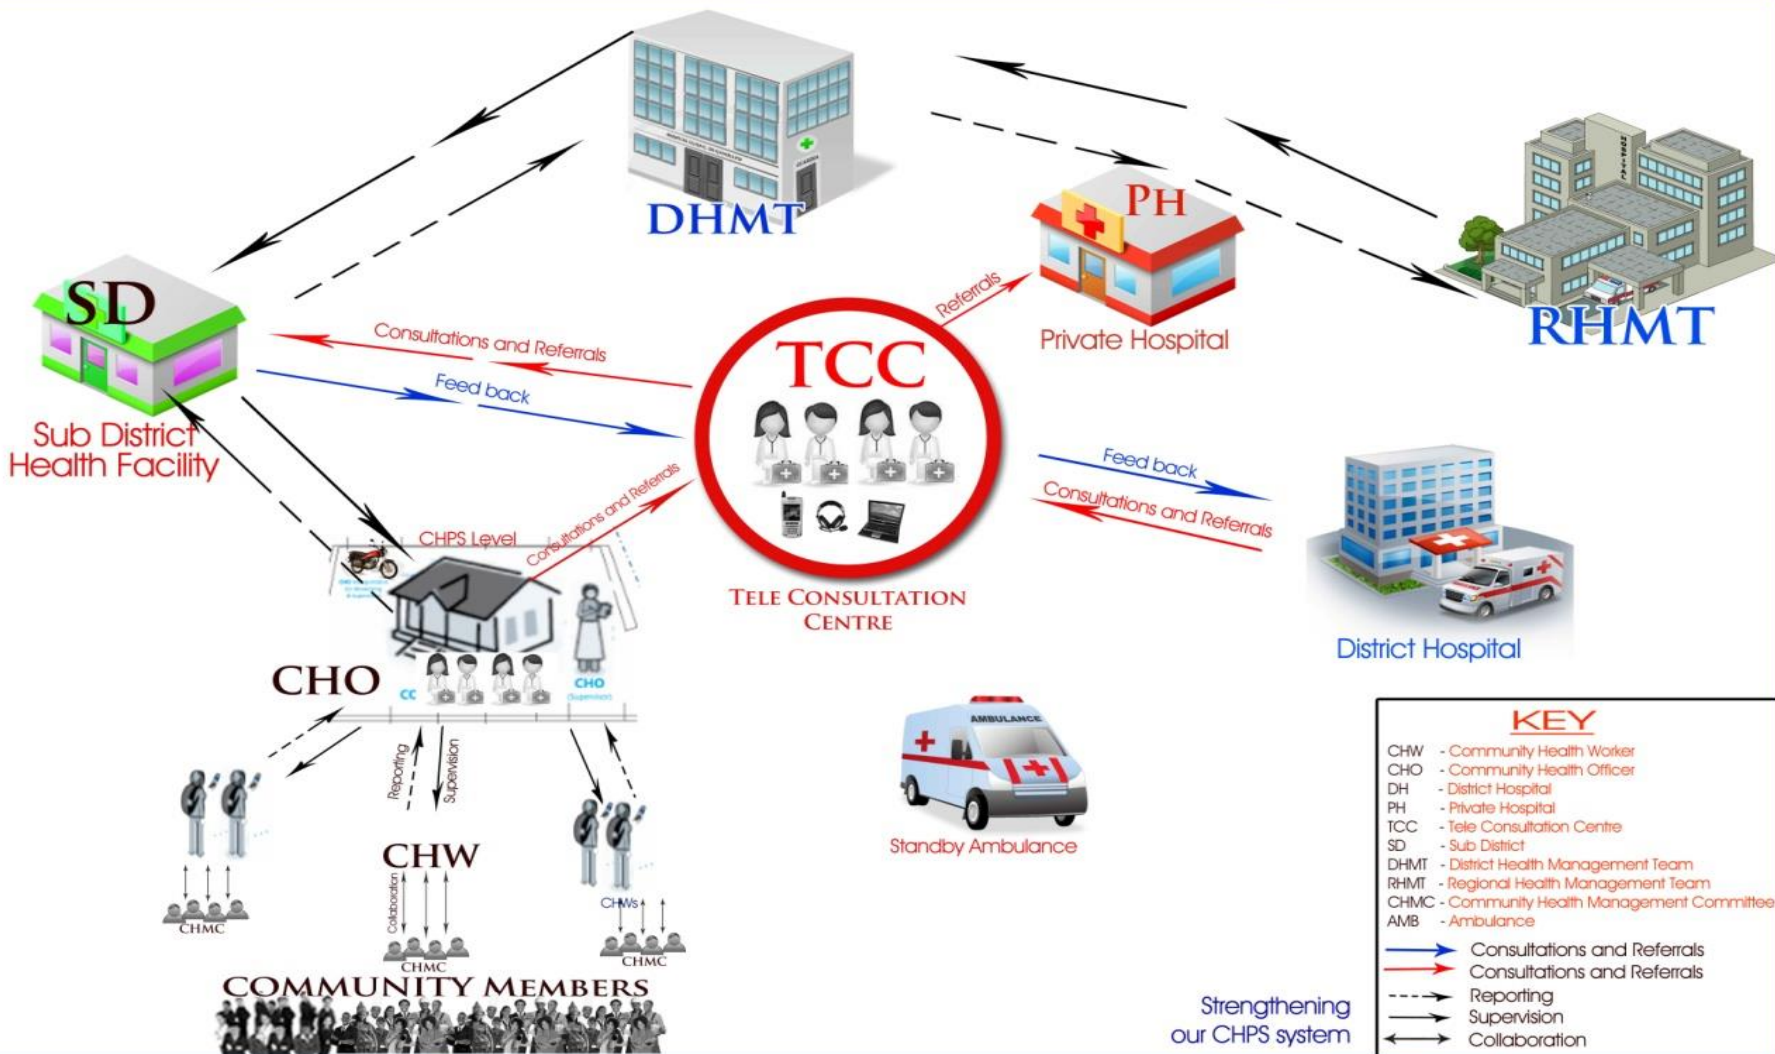 DHMT
PH
Private Hospital
Referrals
HOSPITAL
RHMT
SD
Sub District
Health Facility
Consultations and Referrals
Feed back
TCC
TELE CONSULTATION
CENTRE
Consultations and Referrals
Feed back
Consultations and Referrals
District Hospital
CHPS Level
CHO
CC
CHO
(Supervisor)
Reporting
Supervision
CHW
Collaboration
CHWs
CHMC
CHMC
CHMC
COMMUNITY MEMBERS
AMBULANCE
Standby Ambulance
Strengthening
our CHPS system
KEY
CHW - Community Health Worker
CHO - Community Health Officer
DH - District Hospital
PH - Private Hospital
TCC - Tele Consultation Centre
SD - Sub District
DHMT - District Health Management Team
RHMT - Regional Health Management Team
CHMC - Community Health Management Committee
AMB - Ambulance
Consultations and Referrals
Consultations and Referrals
Reporting
Supervision
Collaboration